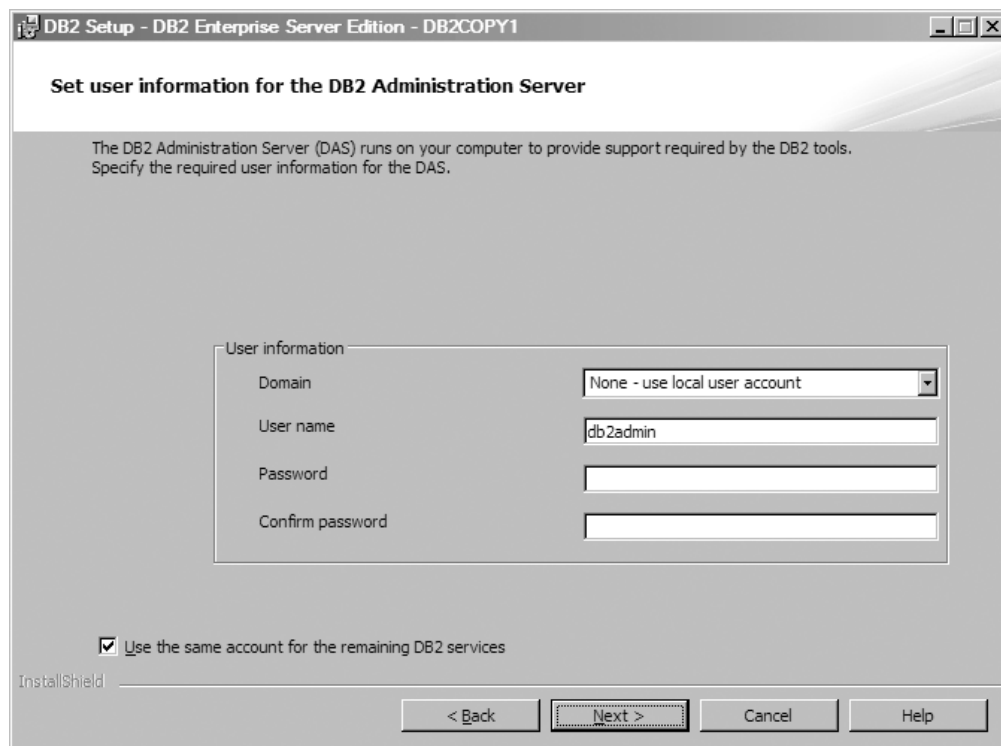 DB2 Setup - DB2 Enterprise Server Edition - DB2COPY1
Set user information for the DB2 Administration Server
The DB2 Administration Server (DAS) runs on your computer to provide support required by the DB2 tools.
Specify the required user information for the DAS.
User information
Domain
None - use local user account
User name
db2admin
Password
Confirm password
Use the same account for the remaining DB2 services
InstallShield
< Back
Next >
Cancel
Help